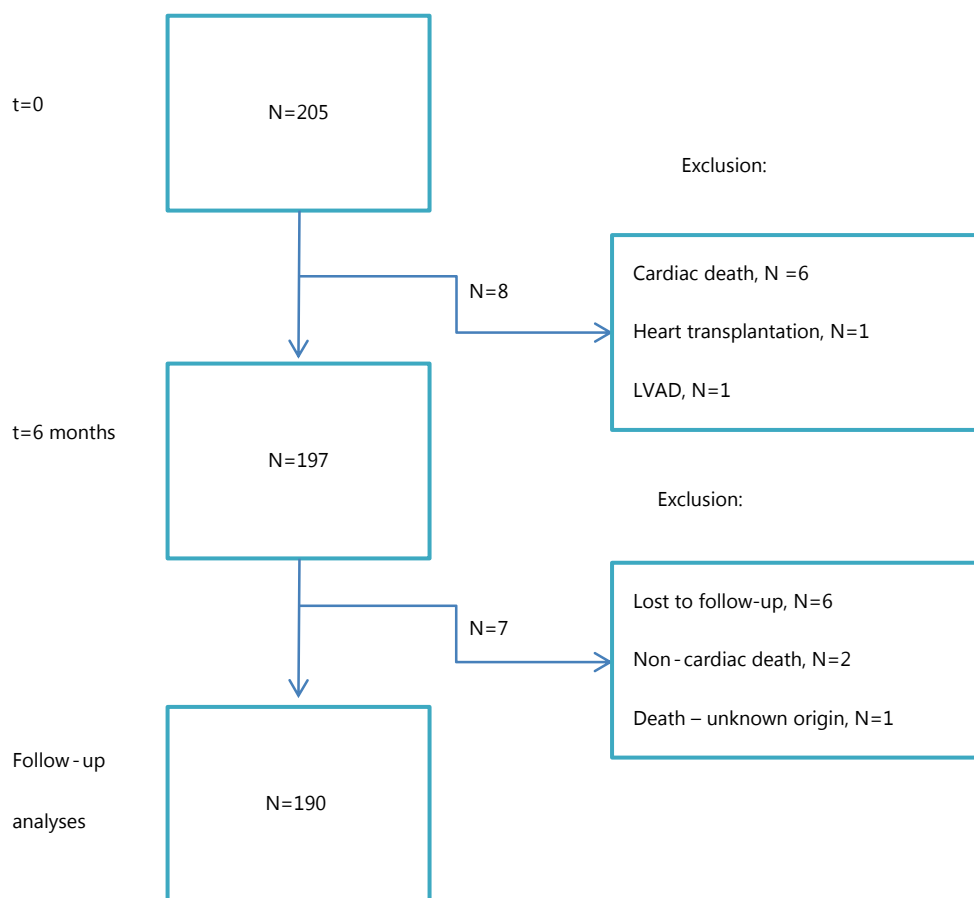 t=0
N=205
Exclusion:
N=8
Cardiac death, N =6
Heart transplantation, N=1
LVAD, N=1
t=6 months
N=197
Exclusion:
N=7
Lost to follow-up, N=6
Non-cardiac death, N=2
Death – unknown origin, N=1
Follow-up
analyses
N=190